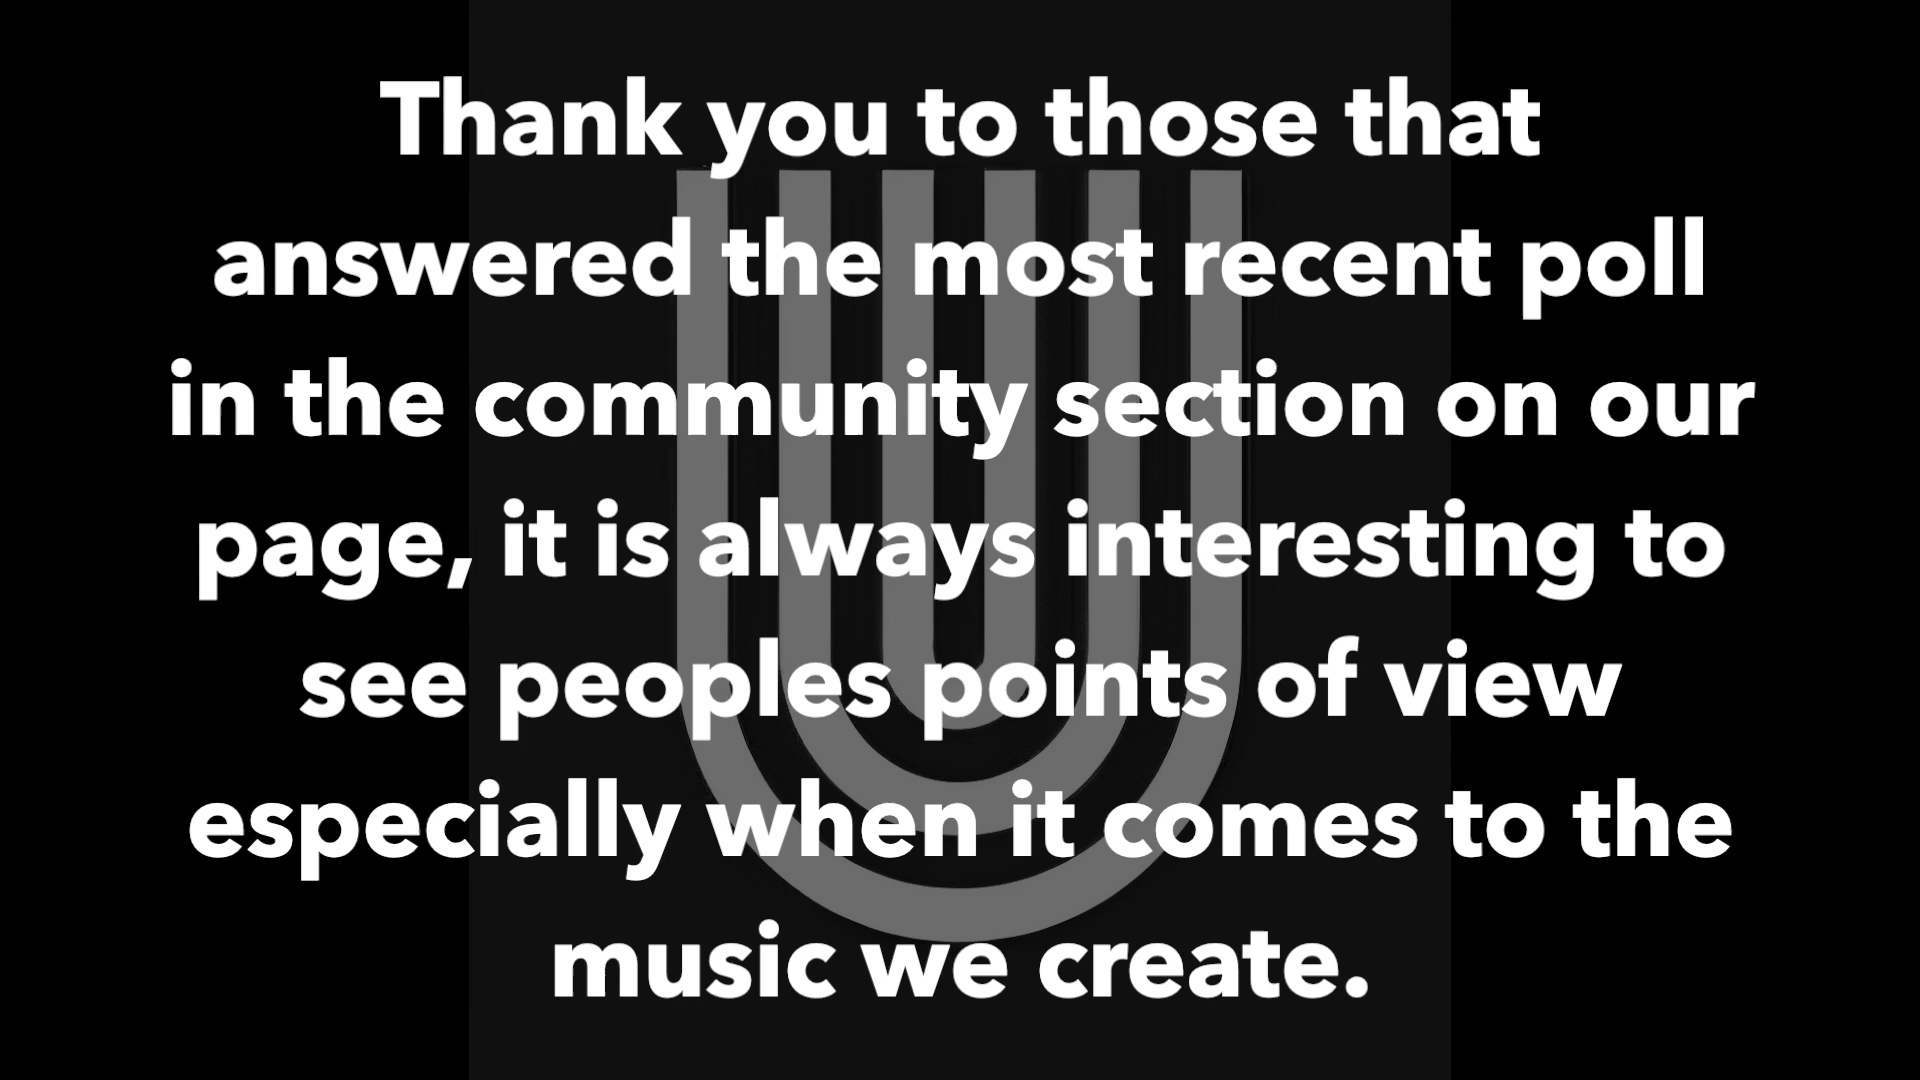 Thank you to those that
answered the most recent poll
in the community section on our
page, it is always interesting to
see peoples points of view
especially when it comes to the
music we create.